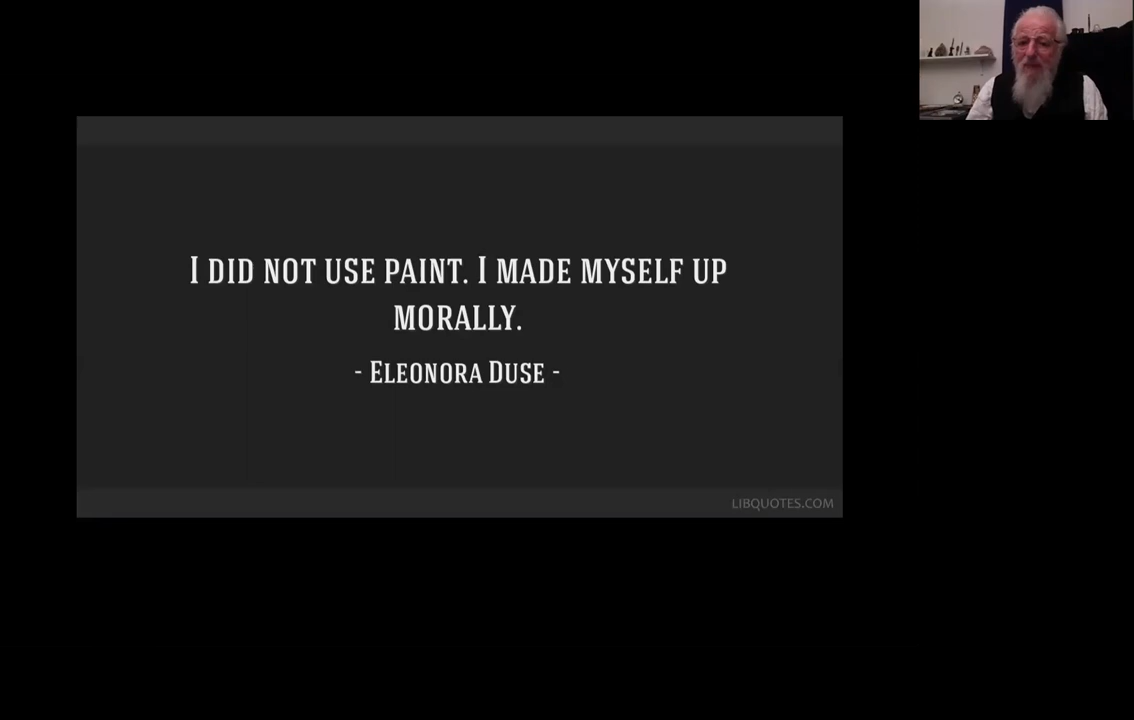 I DID NOT USE PAINT. I MADE MYSELF UP
MORALLY.
- ELEONORA DUSE -
LIBQUOTES.COM